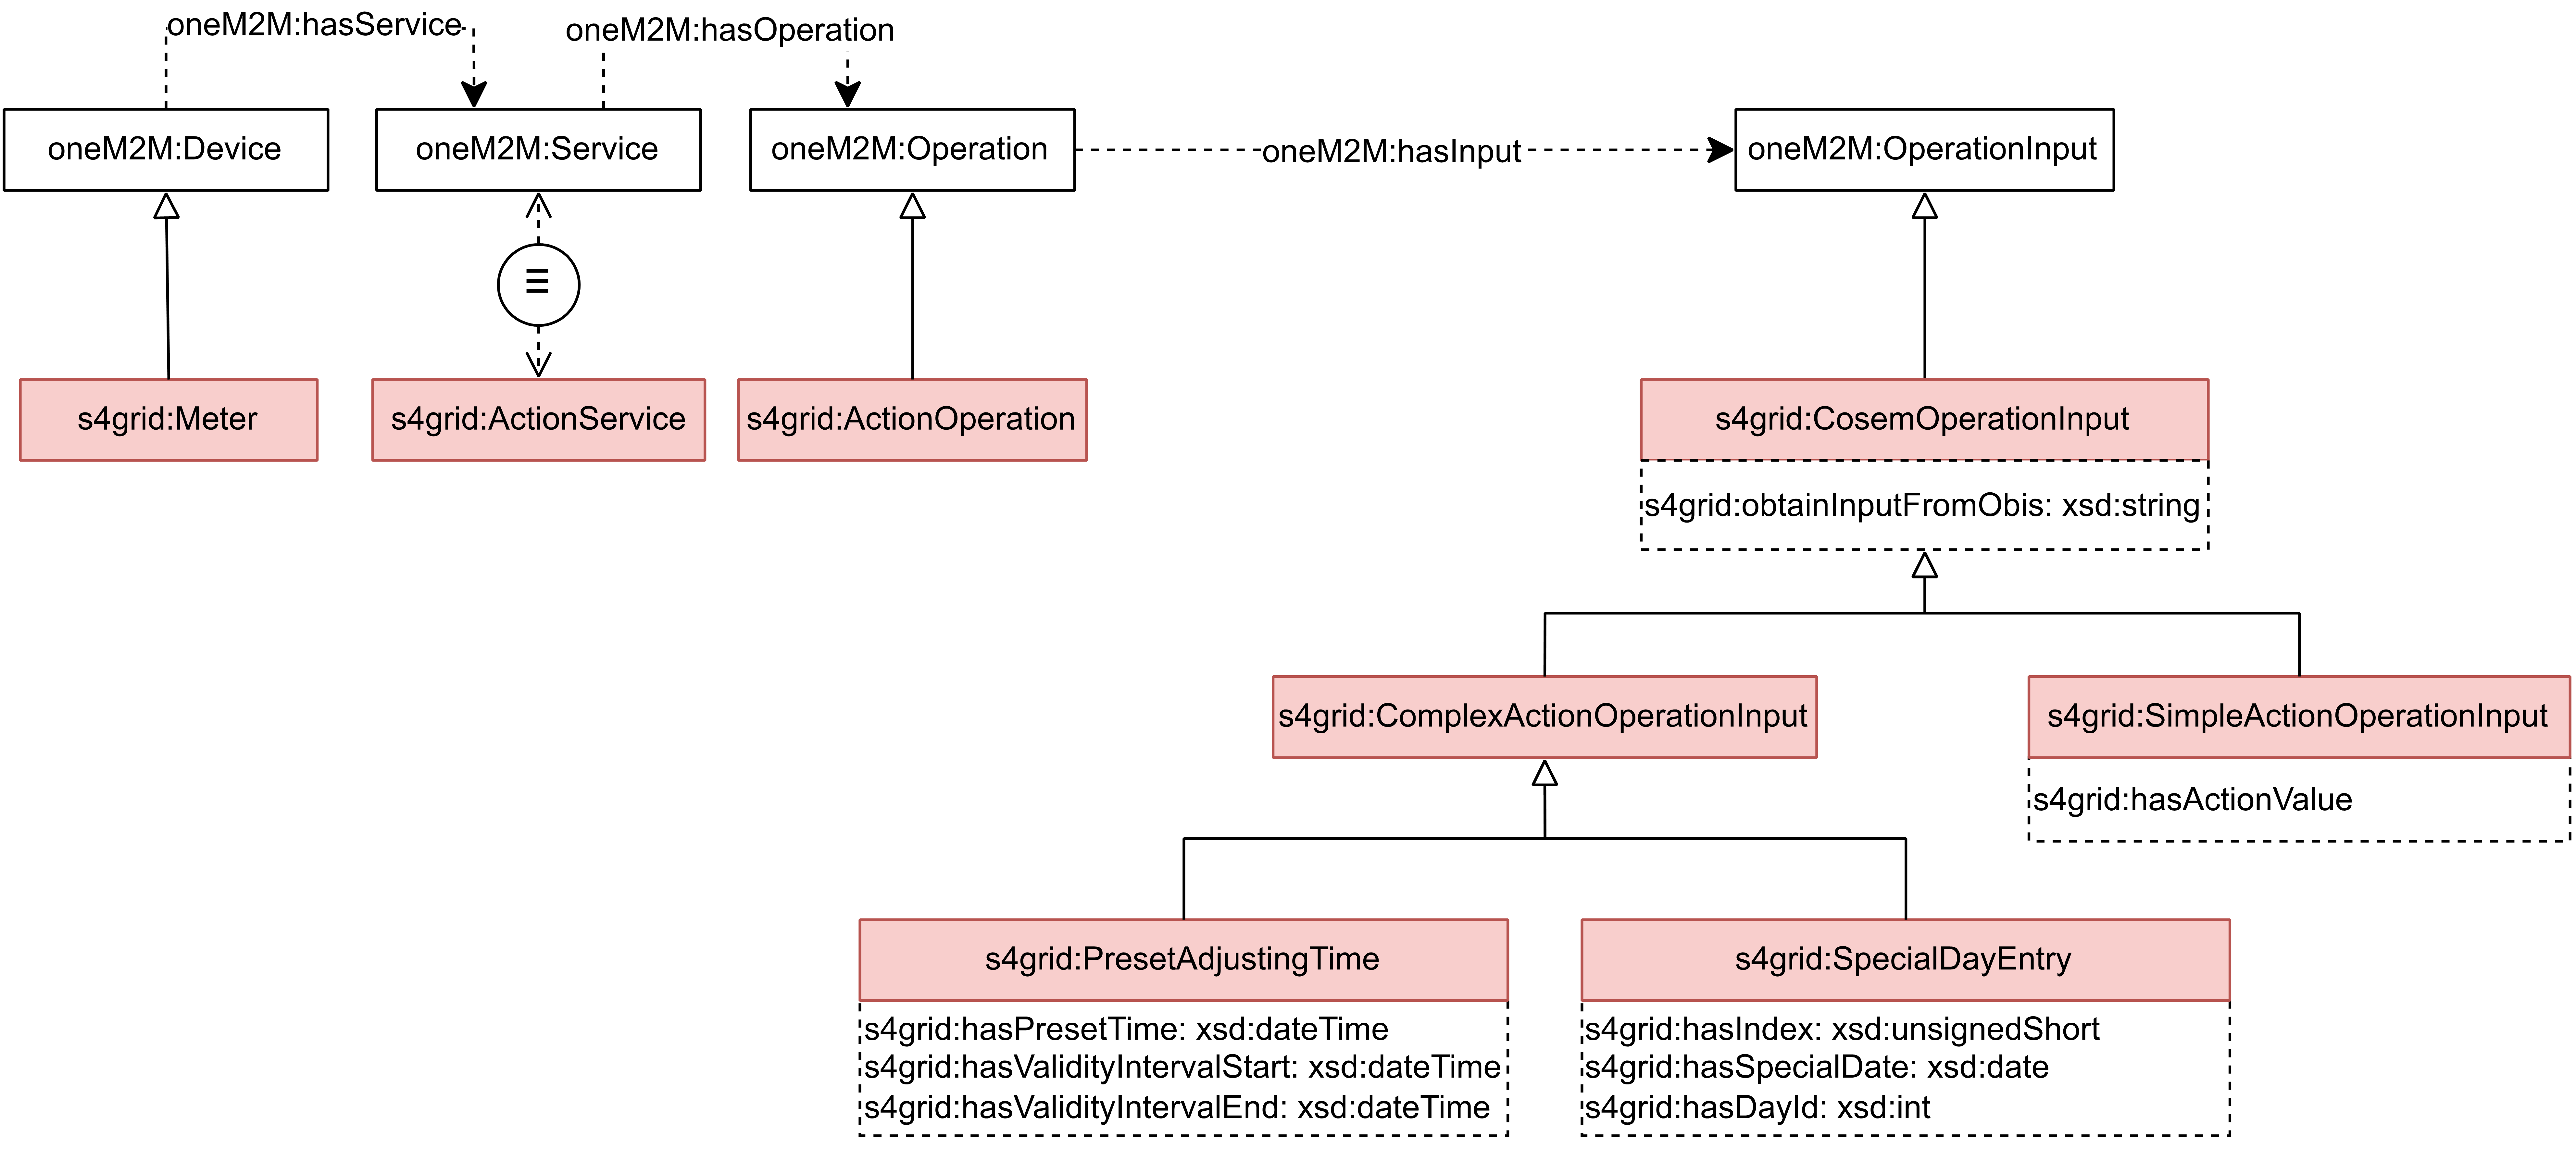 oneM2M:hasService
oneM2M:hasOperation
oneM2M:Device
oneM2M:Service
oneM2M:Operation
oneM2M:hasInput
oneM2M:OperationInput
≡
s4grid:Meter
s4grid:ActionService
s4grid:ActionOperation
s4grid:CosemOperationInput
s4grid:obtainInputFromObis: xsd:string
s4grid:ComplexActionOperationInput
s4grid:SimpleActionOperationInput
s4grid:hasActionValue
s4grid:PresetAdjustingTime
s4grid:hasPresetTime: xsd:dateTime
s4grid:hasValidityIntervalStart: xsd:dateTime
s4grid:hasValidityIntervalEnd: xsd:dateTime
s4grid:SpecialDayEntry
s4grid:hasIndex: xsd:unsignedShort
s4grid:hasSpecialDate: xsd:date
s4grid:hasDayId: xsd:int